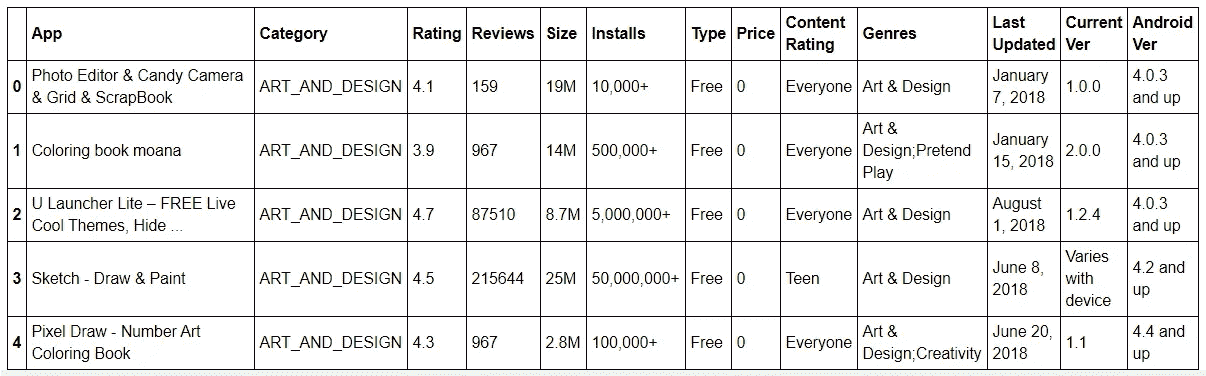 App Category Rating Reviews Size Installs Type Price Content Rating Genres Last Updated Current Ver Android Ver
0 Photo Editor & Candy Camera & Grid & ScrapBook ART_AND_DESIGN 4.1 159 19M 10,000+ Free 0 Everyone Art & Design January 7, 2018 1.0.0 4.0.3 and up
1 Coloring book moana ART_AND_DESIGN 3.9 967 14M 500,000+ Free 0 Everyone Art & Design;Pretend Play January 15, 2018 2.0.0 4.0.3 and up
2 U Launcher Lite – FREE Live Cool Themes, Hide ... ART_AND_DESIGN 4.7 87510 8.7M 5,000,000+ Free 0 Everyone Art & Design August 1, 2018 1.2.4 4.0.3 and up
3 Sketch - Draw & Paint ART_AND_DESIGN 4.5 215644 25M 50,000,000+ Free 0 Teen Art & Design June 8, 2018 Varies with device 4.2 and up
4 Pixel Draw - Number Art Coloring Book ART_AND_DESIGN 4.3 967 2.8M 100,000+ Free 0 Everyone Art & Design;Creativity June 20, 2018 1.1 4.4 and up